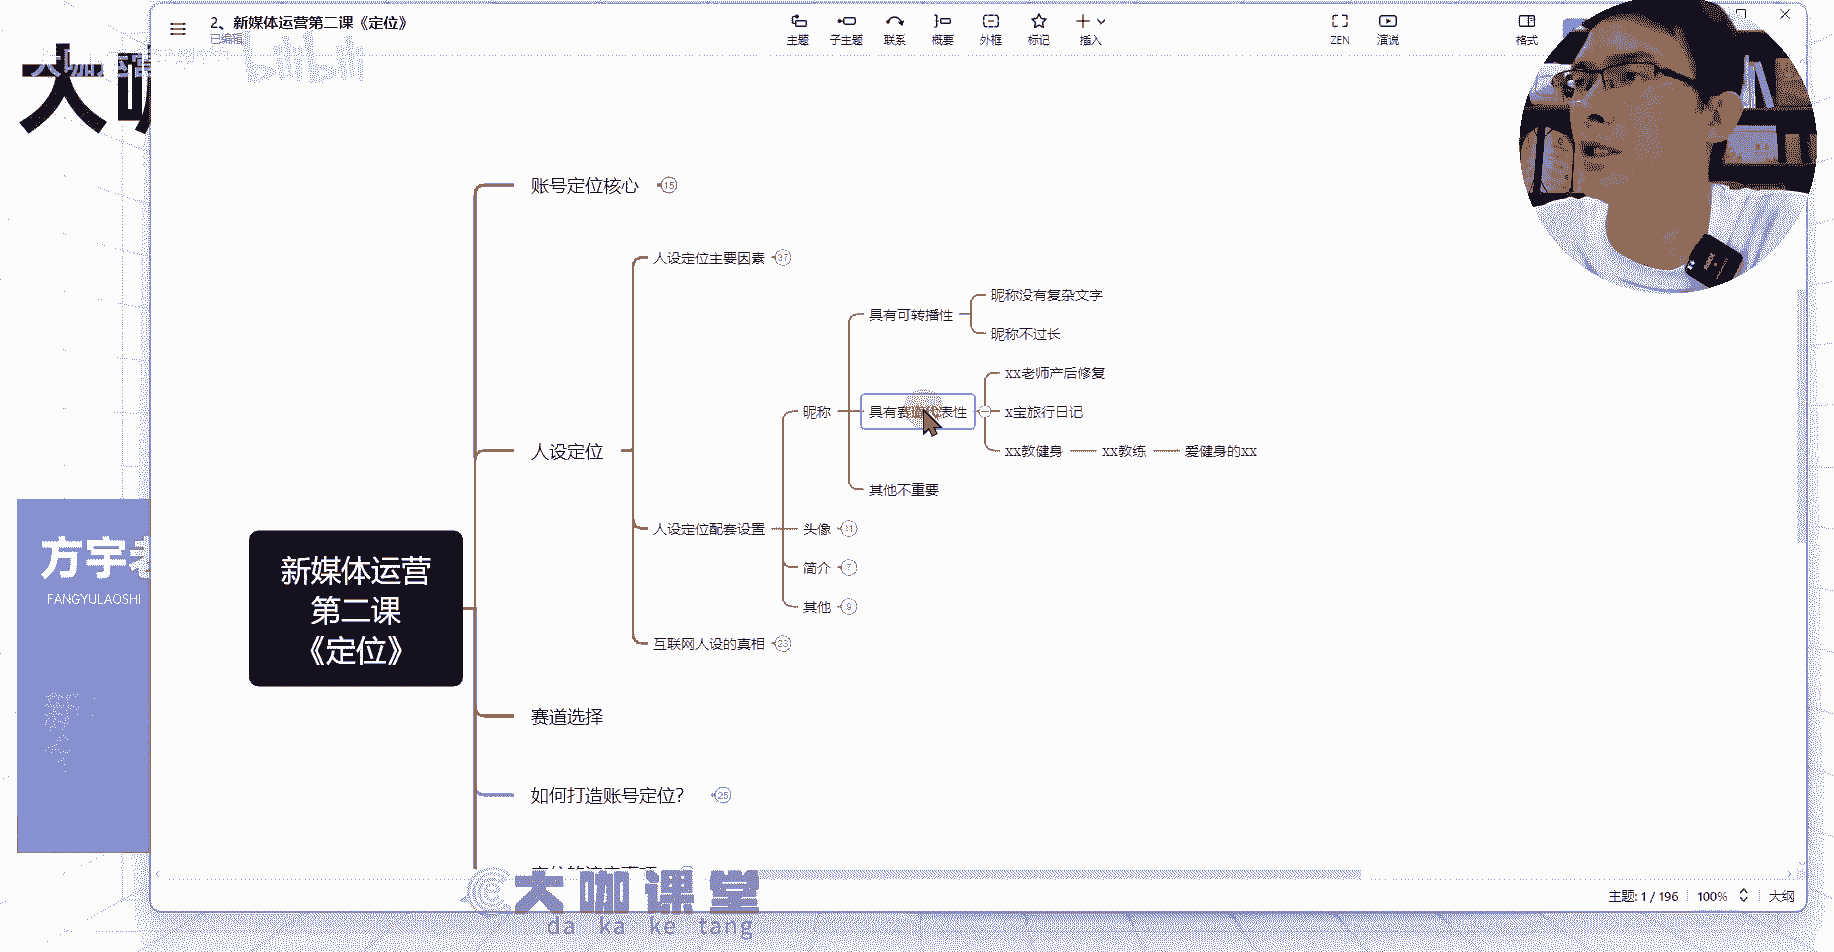 2、新媒体运营第二课《定位》
已编辑
主题
子主题
联系
概要
外框
标记
插入
ZEN
演说
格式
bilibili
大咖
账号定位核心
15
人设定位主要因素
37
昵称没有复杂文字
具有可转播性
昵称不过长
xx老师产后修复
昵称
具有赛道代表性
x宝旅行日记
人设定位
xx教健身
xx教练
爱健身的xx
其他不重要
人设定位配套设置
头像
简介
7
其他
9
互联网人设的真相
23
新媒体运营
第二课
《定位》
方宇老
FANGYULAOSHI
赛道选择
如何打造账号定位？
25
大咖课堂
da ka ke tang
主题: 1 / 196
100%
大纲